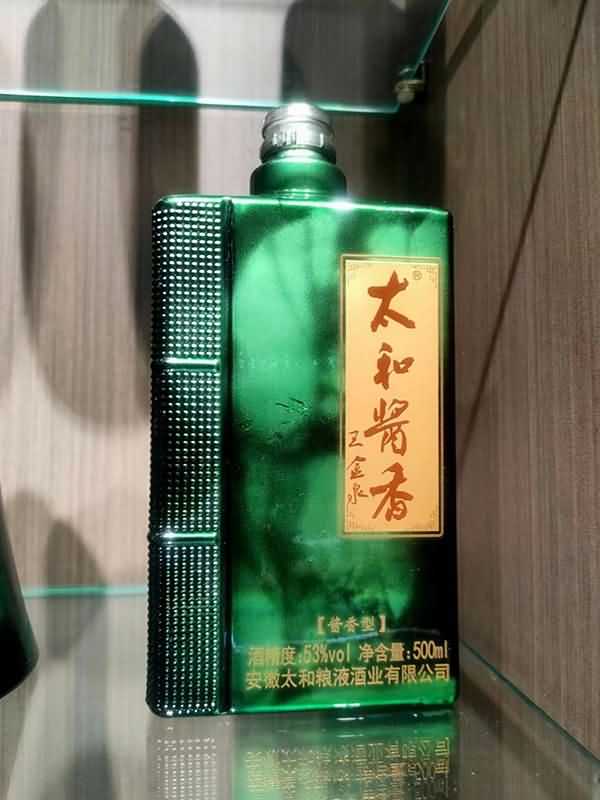 太和酱香®
王金泉
【酱香型】
酒精度:53%vol 净含量:500ml
安徽太和粮液酒业有限公司